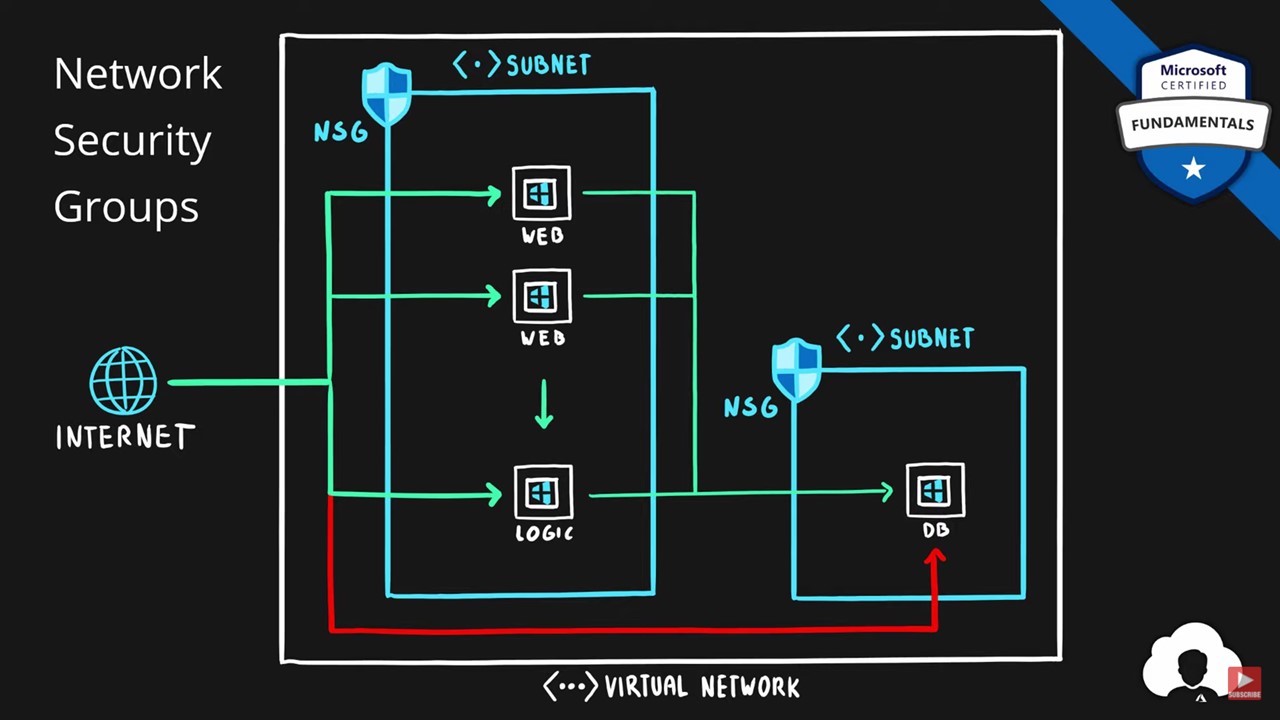 Network
Security
Groups
Microsoft
CERTIFIED
FUNDAMENTALS
<·> SUBNET
NSG
WEB
WEB
LOGIC
INTERNET
<·> SUBNET
NSG
DB
<···> VIRTUAL NETWORK
SUBSCRIBE